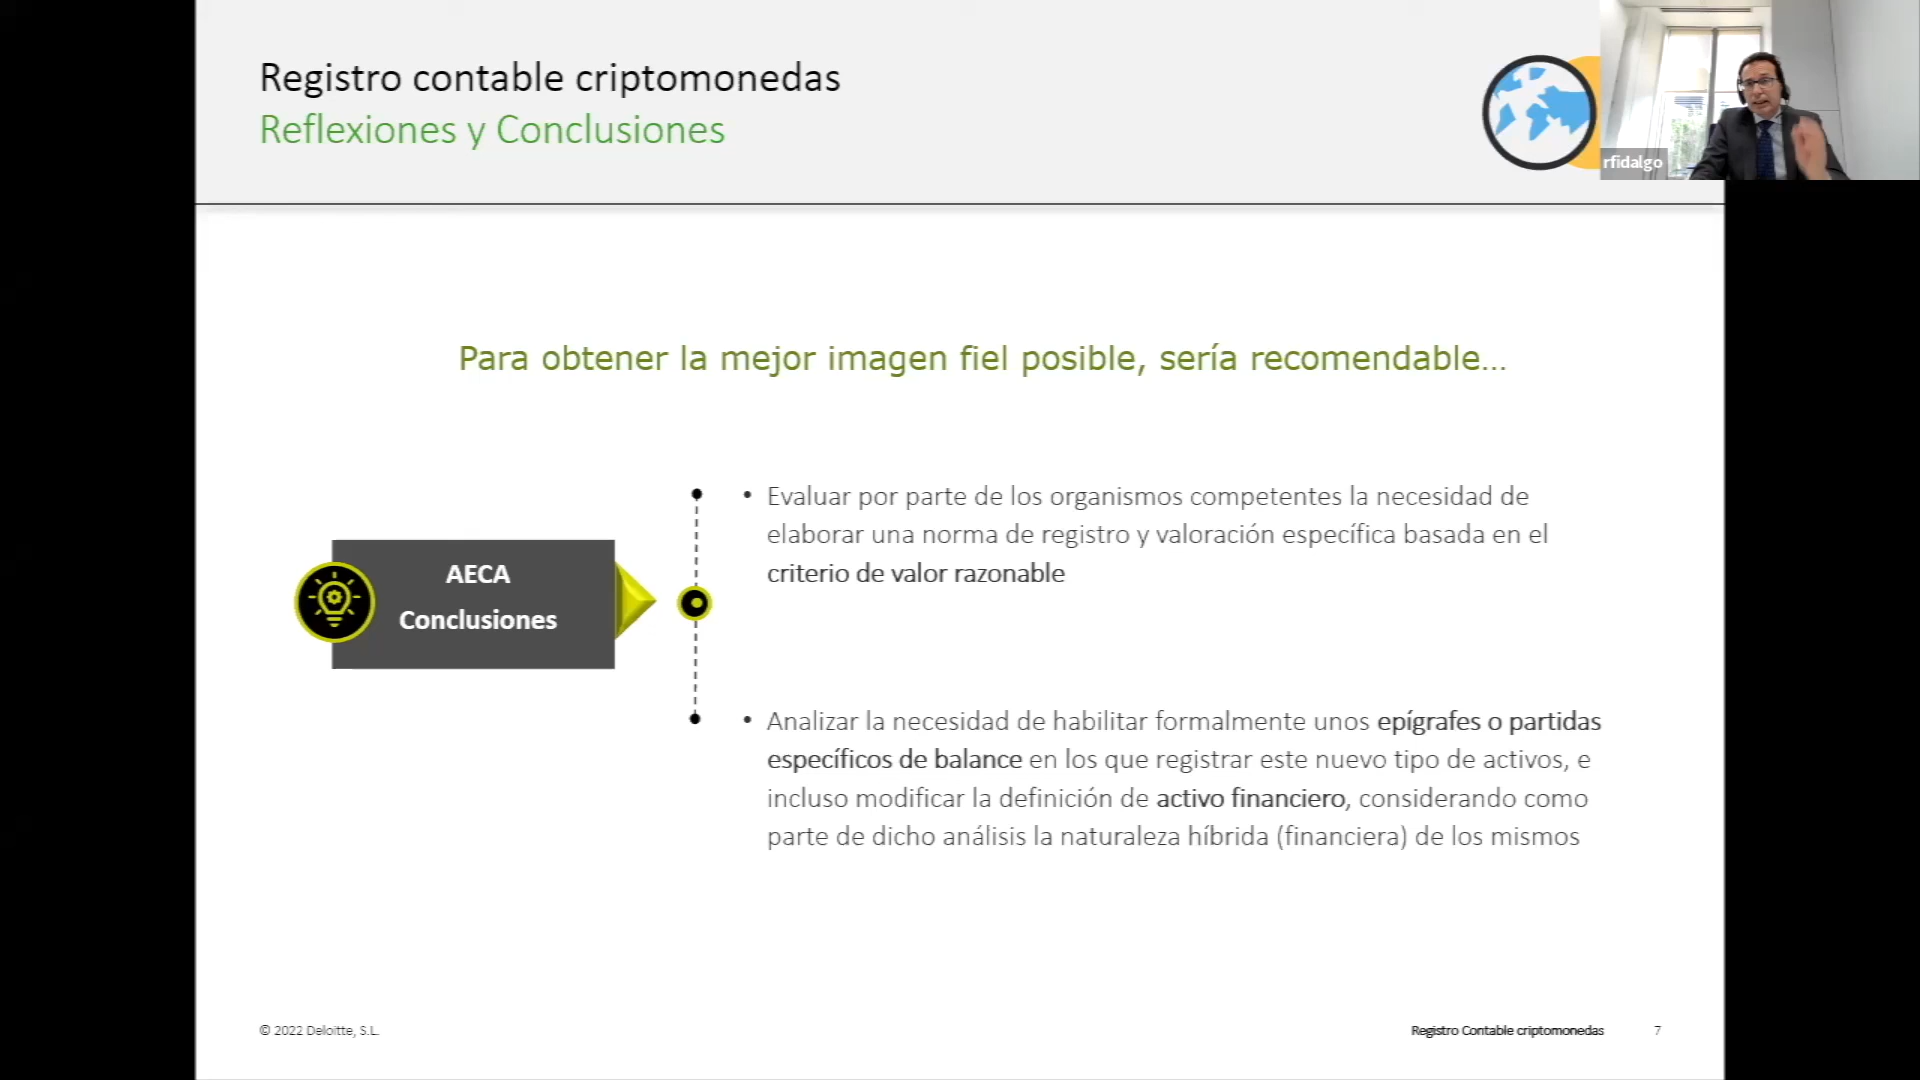 Registro contable criptomonedas
Reflexiones y Conclusiones
rfidalgo
Para obtener la mejor imagen fiel posible, sería recomendable...
AECA
Conclusiones
• Evaluar por parte de los organismos competentes la necesidad de
elaborar una norma de registro y valoración específica basada en el
criterio de valor razonable
• Analizar la necesidad de habilitar formalmente unos epígrafes o partidas
específicos de balance en los que registrar este nuevo tipo de activos, e
incluso modificar la definición de activo financiero, considerando como
parte de dicho análisis la naturaleza híbrida (financiera) de los mismos
© 2022 Deloitte, S.L.
Registro Contable criptomonedas
7